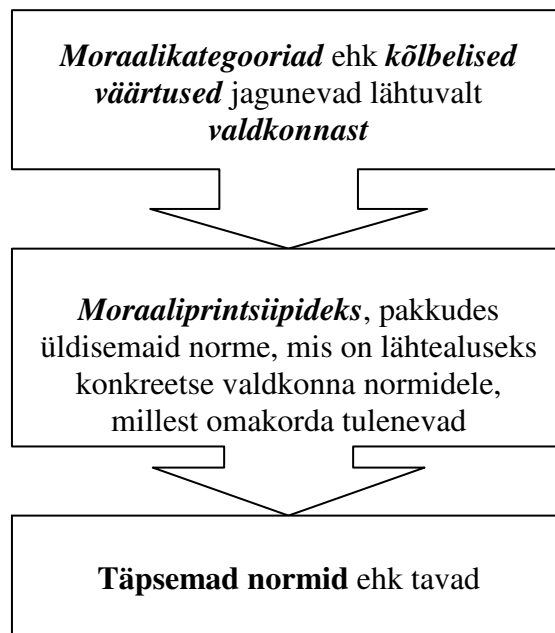 Moraalikategooriad ehk kõlbelised
väärtused jagunevad lähtuvalt
valdkonnast
Moraaliprintsiipideks, pakkudes
üldisemaid norme, mis on lähtealuseks
konkreetse valdkonna normidele,
millest omakorda tulenevad
Täpsemad normid ehk tavad